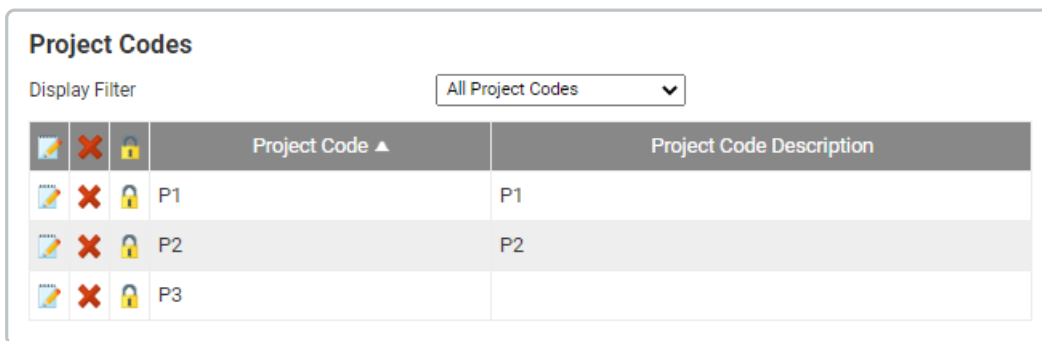 Project Codes
Display Filter All Project Codes
Project Code ▲ Project Code Description
P1 P1
P2 P2
P3